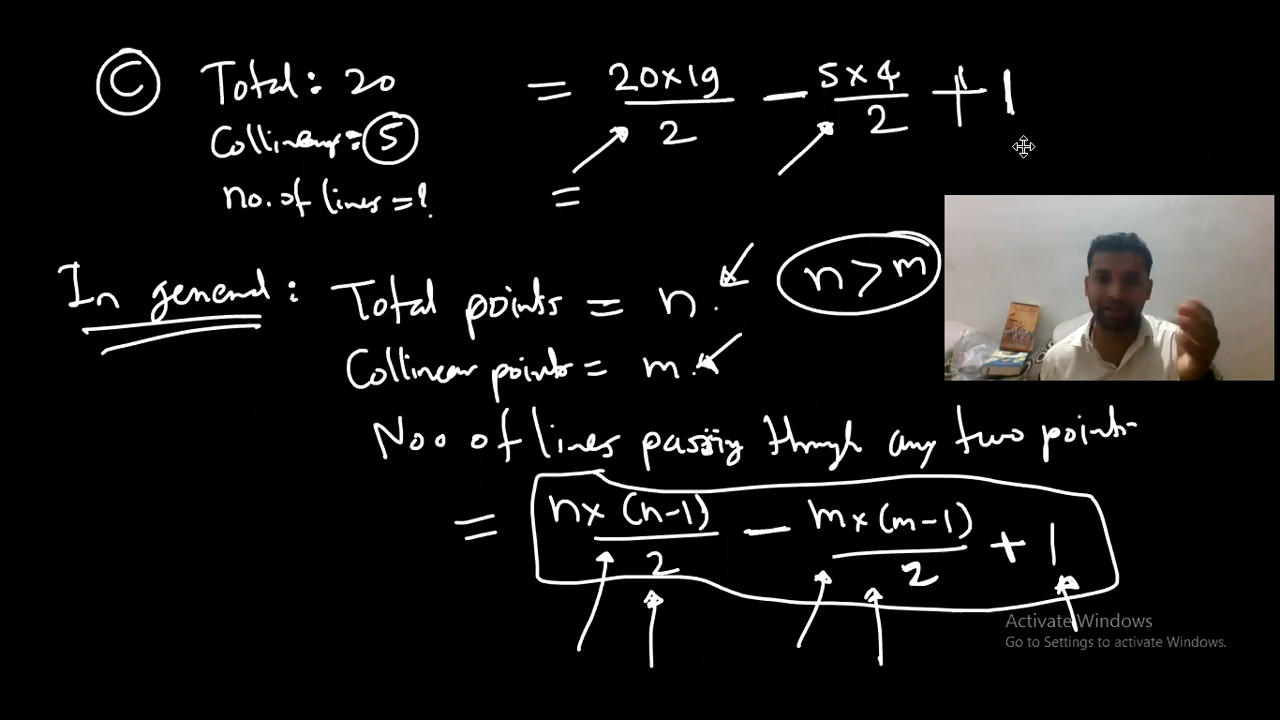 Ⓒ Total: 20 = 20×19/2 − 5×4/2 + 1
Collinear: 5
no. of lines = ? =
In general: Total points = n. n > m
Collinear points = m.
No. of lines passing through any two points
= n×(n-1)/2 − m×(m-1)/2 + 1
Activate Windows
Go to Settings to activate Windows.